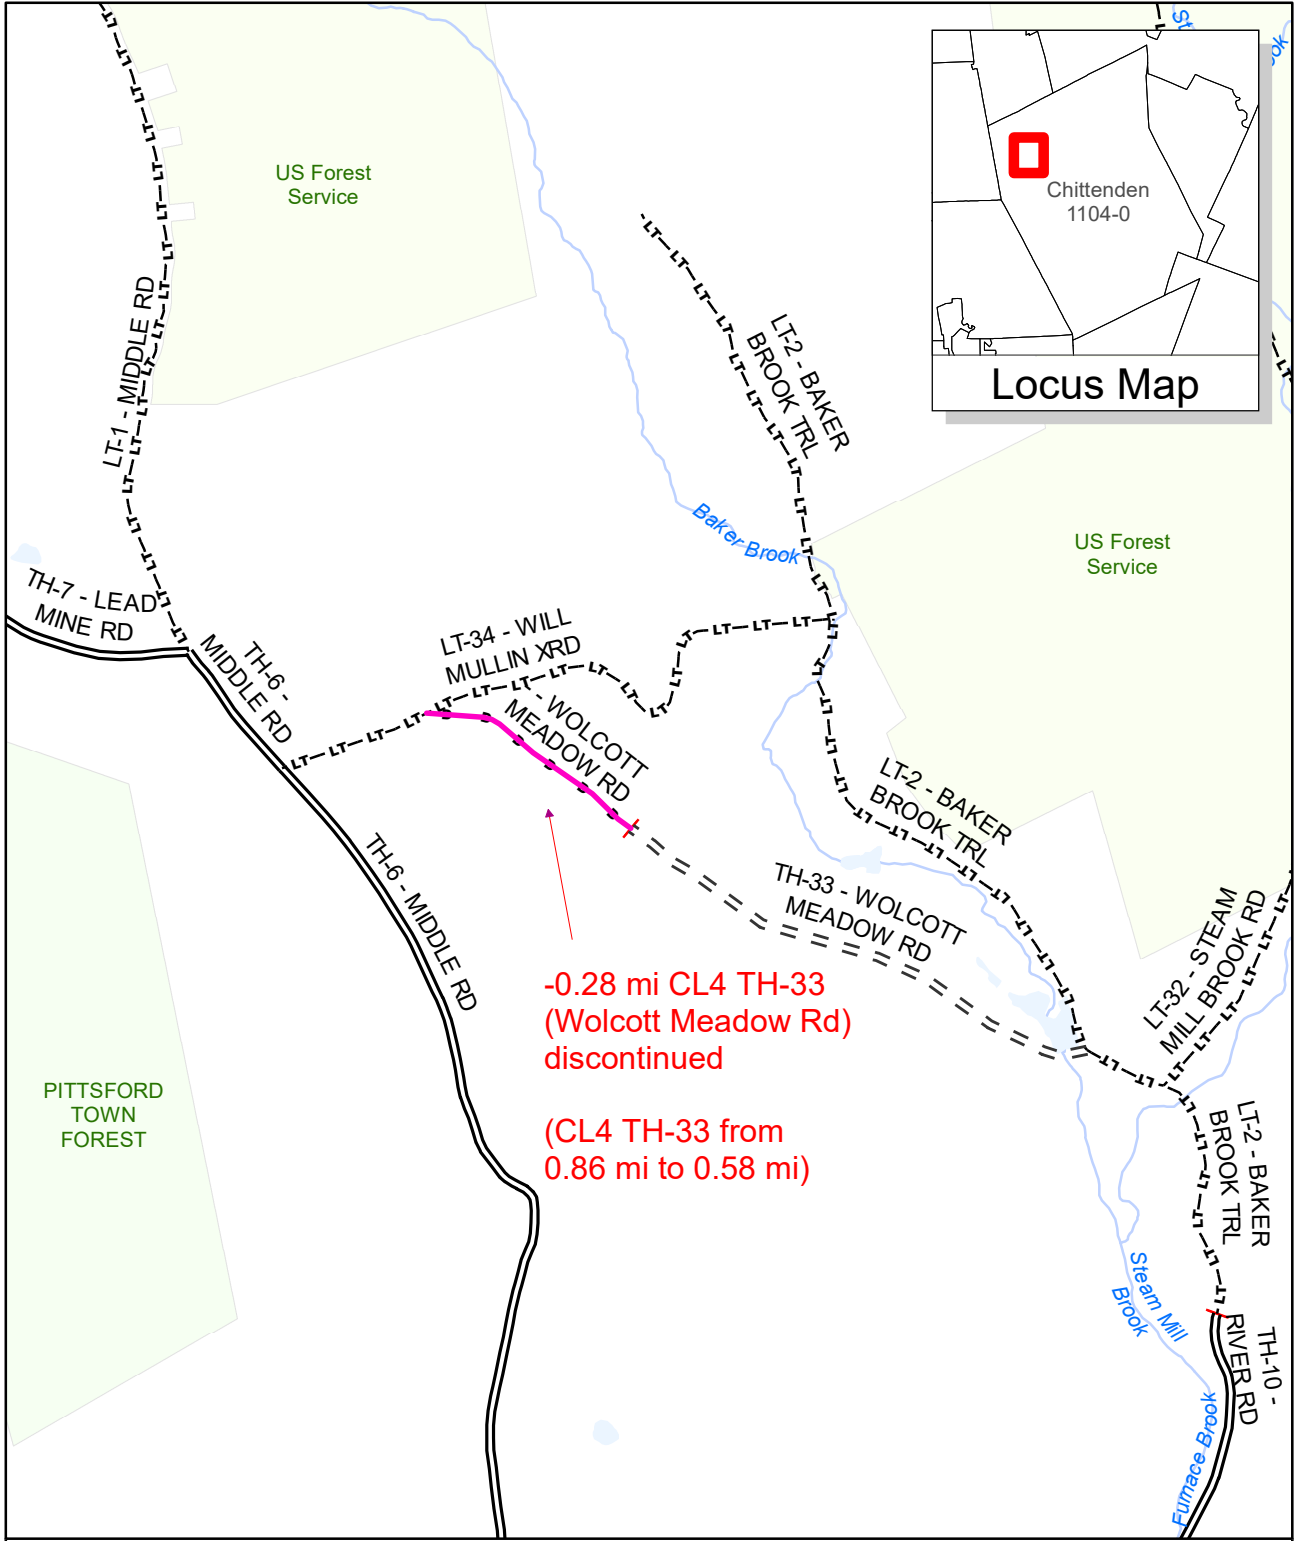 St
ook
US Forest
Service
Chittenden
1104-0
Locus Map
LT-1 - MIDDLE RD
LT-2 - BAKER
BROOK TRL
Baker Brook
US Forest
Service
TH-7 - LEAD
MINE RD
TH-6 -
MIDDLE RD
LT-34 - WILL
MULLIN XRD
- WOLCOTT
MEADOW RD
LT-2 - BAKER
BROOK TRL
TH-6 - MIDDLE RD
TH-33 - WOLCOTT
MEADOW RD
LT-32 - STEAM
MILL BROOK RD
-0.28 mi CL4 TH-33
(Wolcott Meadow Rd)
discontinued
(CL4 TH-33 from
0.86 mi to 0.58 mi)
PITTSFORD
TOWN
FOREST
LT-2 - BAKER
BROOK TRL
Steam Mill
Brook
TH-10 -
RIVER RD
Furnace Brook